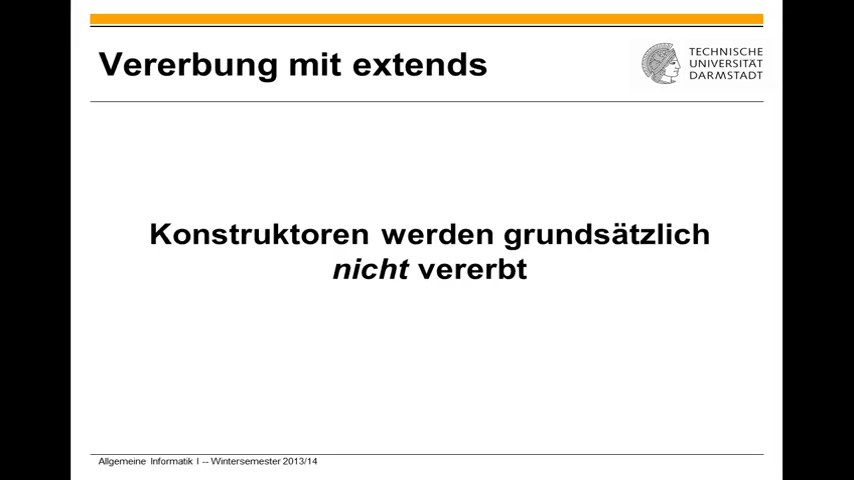 Vererbung mit extends
TECHNISCHE
UNIVERSITÄT
DARMSTADT
Konstruktoren werden grundsätzlich
nicht vererbt
Allgemeine Informatik I -- Wintersemester 2013/14